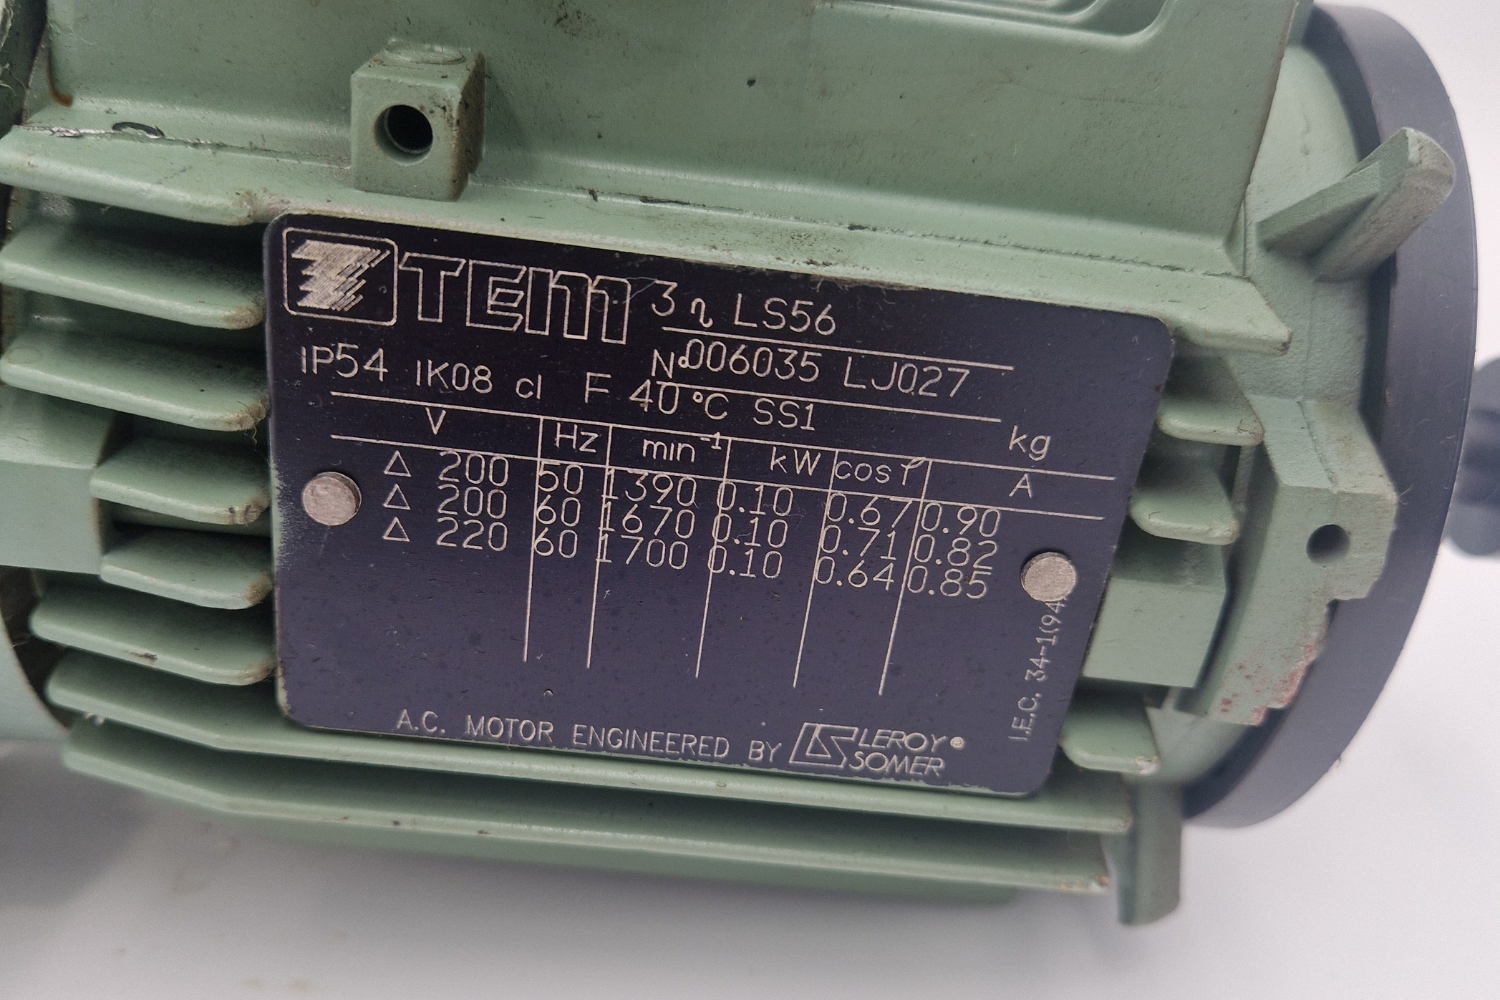 TEM 3~ LS56
N° 006035 LJ027
IP54 IK08 cl F 40°C SS1 kg
V Hz min⁻¹ kW cosφ A
Δ 200 50 1390 0.10 0.67 0.90
Δ 200 60 1670 0.10 0.71 0.82
Δ 220 60 1700 0.10 0.64 0.85
I.E.C. 34-1(94)
A.C. MOTOR ENGINEERED BY LS LEROY®
SOMER